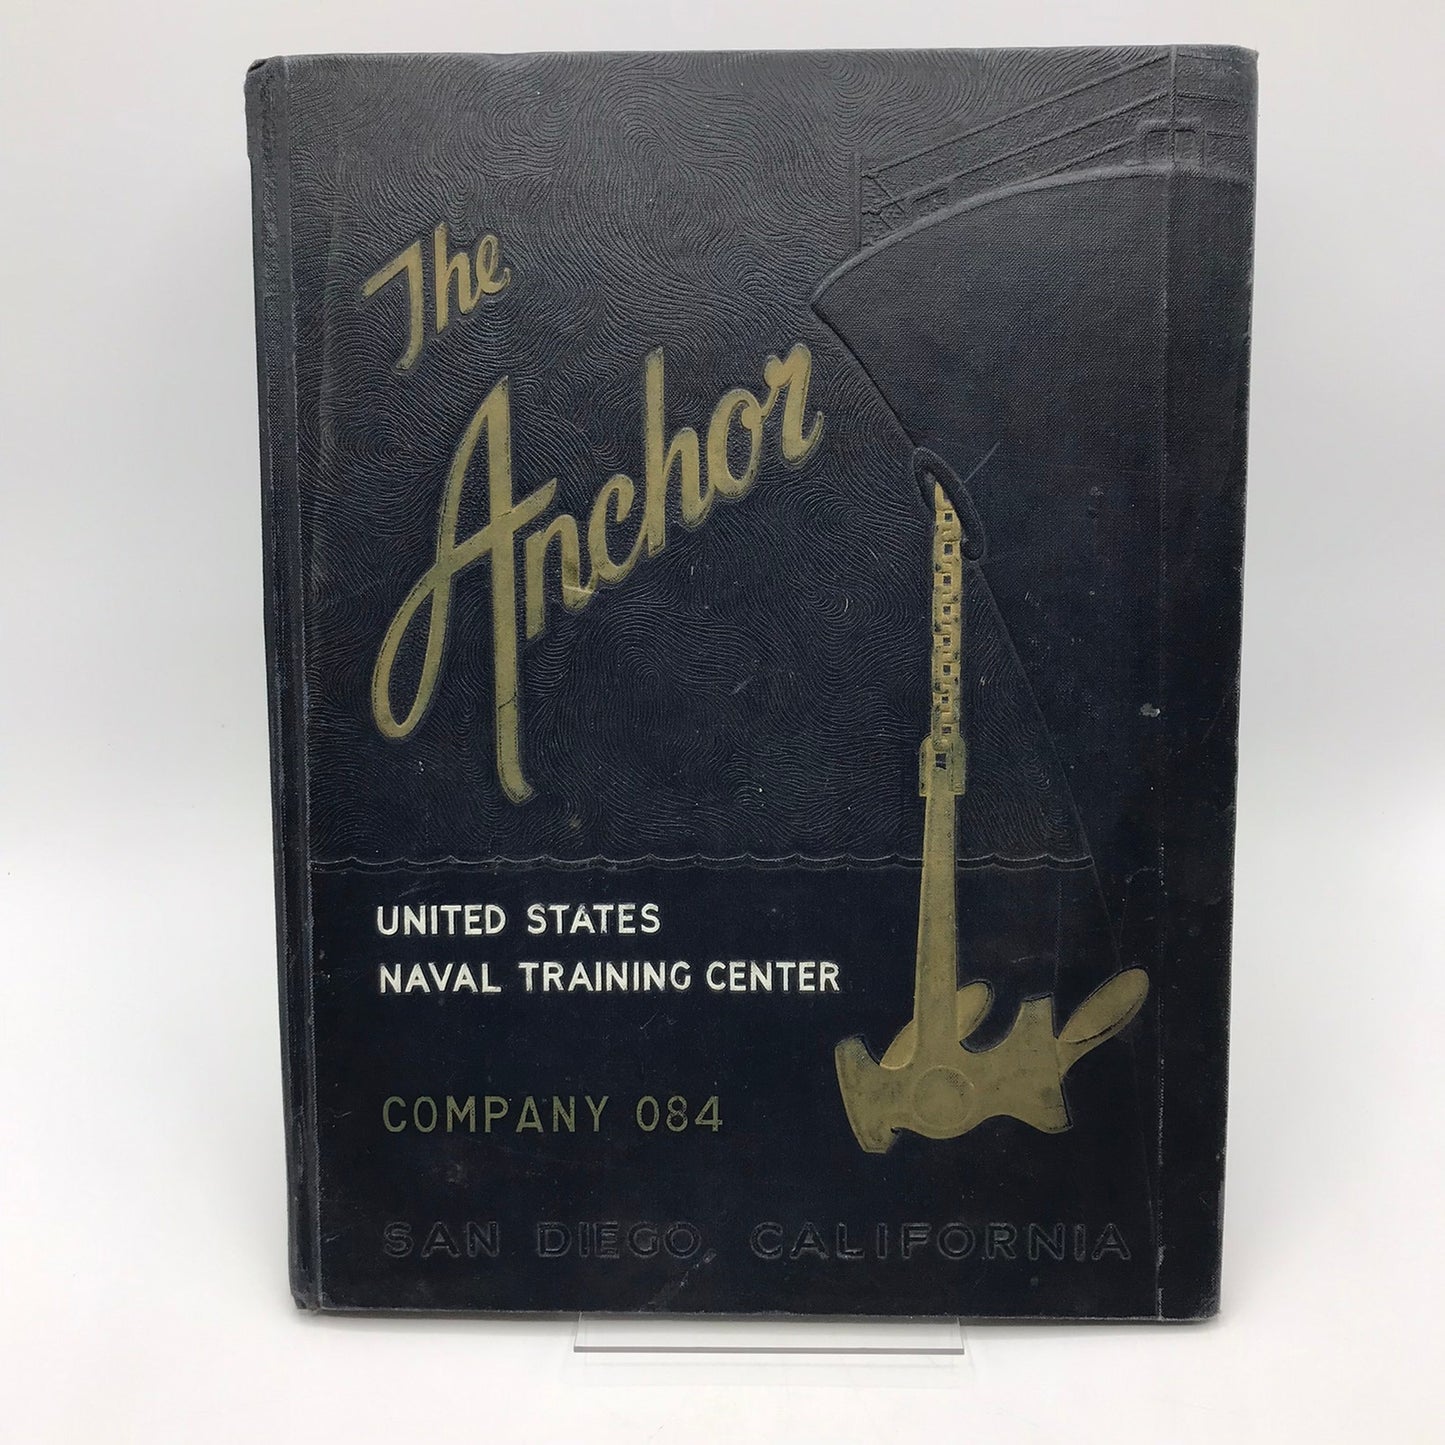 The
Anchor
UNITED STATES
NAVAL TRAINING CENTER
COMPANY 084
SAN DIEGO, CALIFORNIA